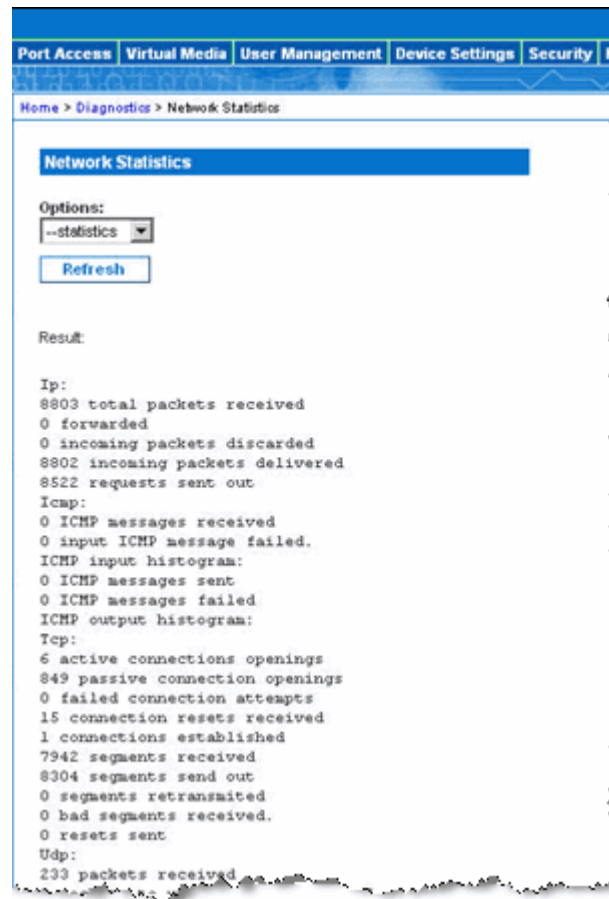 Port Access Virtual Media User Management Device Settings Security
Home > Diagnostics > Network Statistics
Network Statistics
Options:
--statistics
Refresh
Result:
Ip:
8803 total packets received
0 forwarded
0 incoming packets discarded
8802 incoming packets delivered
8522 requests sent out
Icmp:
0 ICMP messages received
0 input ICMP message failed.
ICMP input histogram:
0 ICMP messages sent
0 ICMP messages failed
ICMP output histogram:
Tcp:
6 active connections openings
849 passive connection openings
0 failed connection attempts
15 connection resets received
1 connections established
7942 segments received
8304 segments send out
0 segments retransmited
0 bad segments received.
0 resets sent
Udp:
233 packets received